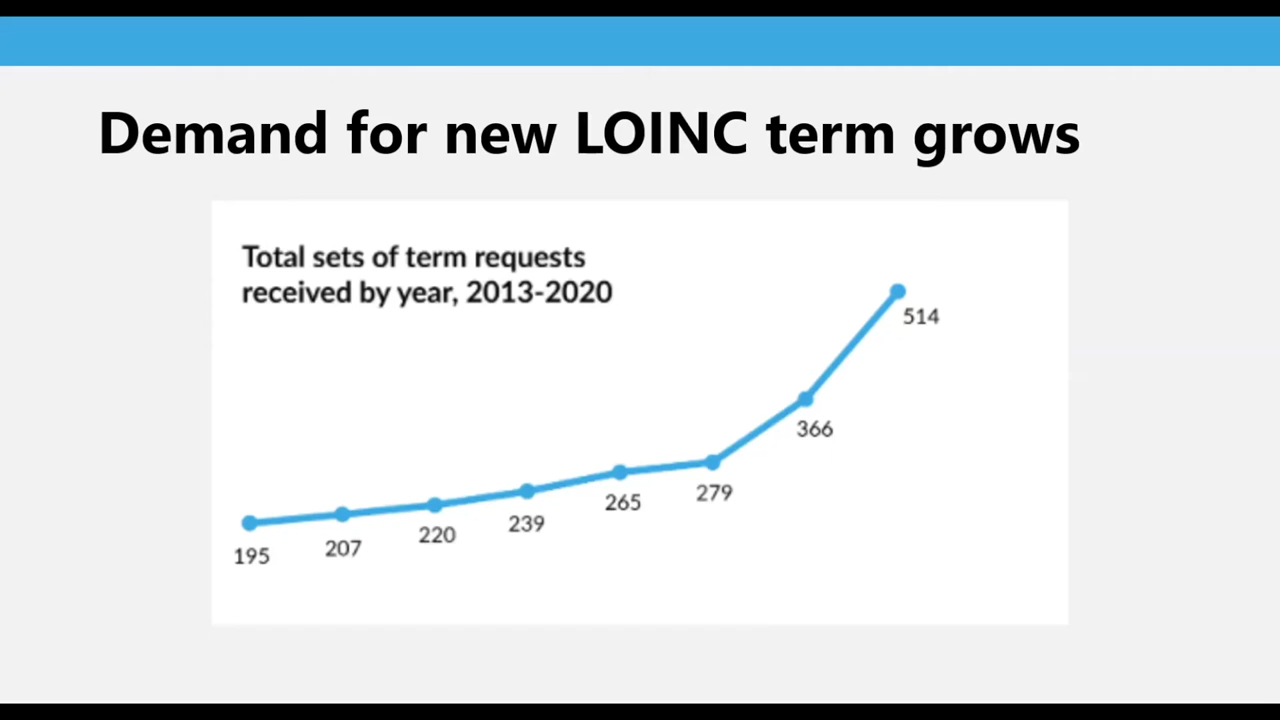 Demand for new LOINC term grows
Total sets of term requests
received by year, 2013-2020
514
366
279
265
239
220
207
195